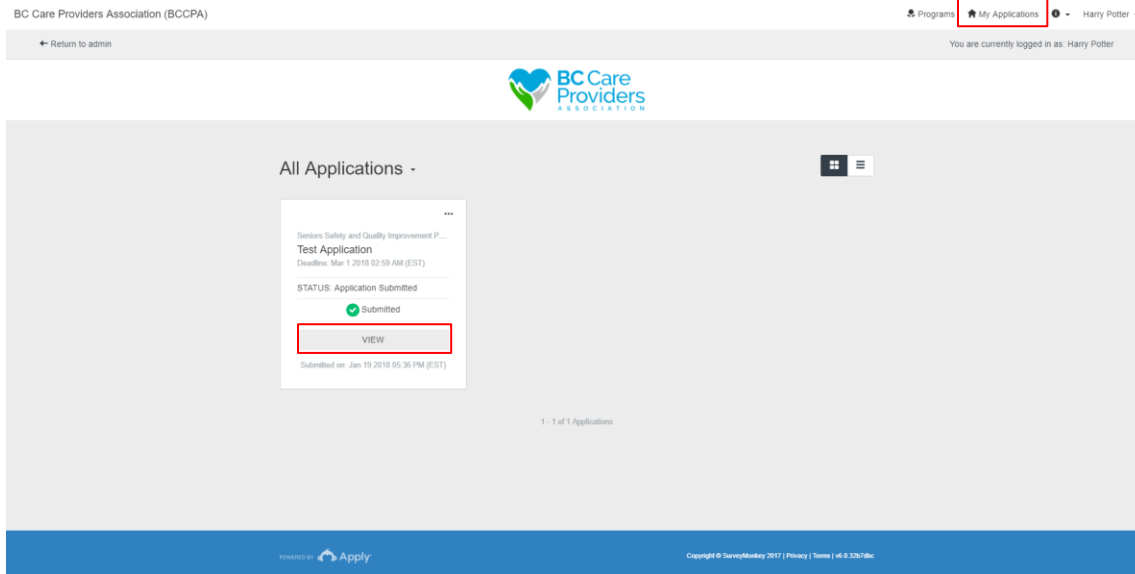 BC Care Providers Association (BCCPA)
Programs My Applications Harry Potter
Return to admin
You are currently logged in as: Harry Potter
BC Care
Providers
ASSOCIATION
All Applications
Seniors Safety and Quality Improvement P...
Test Application
Deadline: Mar 1 2018 02:59 AM (EST)
STATUS: Application Submitted
Submitted
VIEW
Submitted on: Jan 19 2018 05:36 PM (EST)
1 - 1 of 1 Applications
POWERED BY Apply
Copyright © SurveyMonkey 2017 | Privacy | Terms | v6.0.32b7dbc